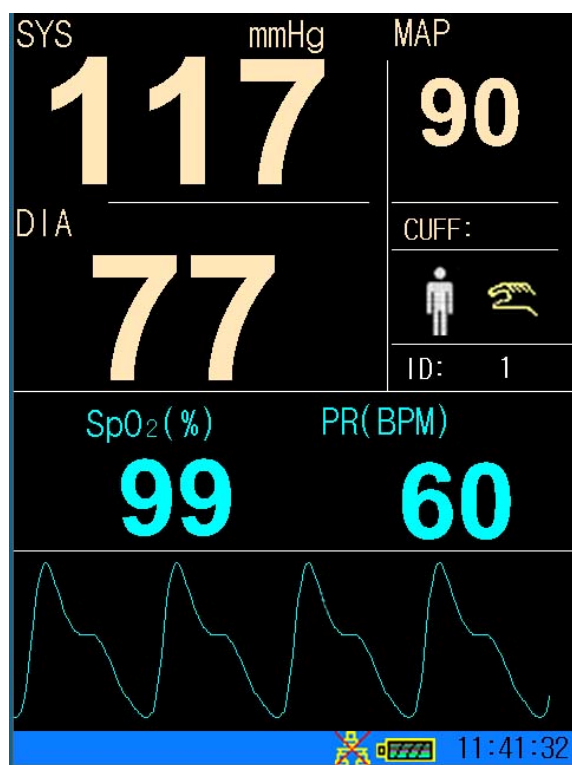 SYS mmHg MAP
117 90
DIA CUFF:
77
ID: 1
SpO₂(%) PR(BPM)
99 60
11:41:32